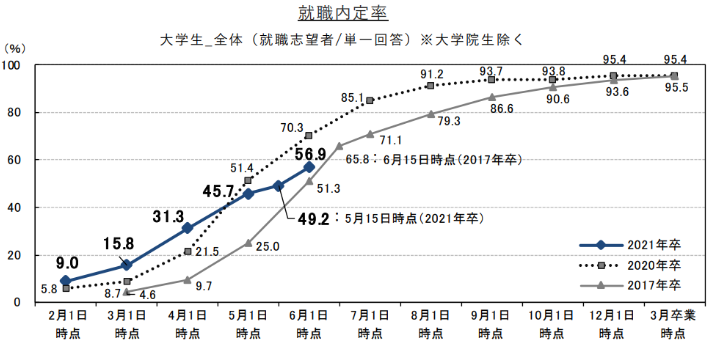 就職内定率
大学生_全体（就職志望者/単一回答）※大学院生除く
(%)
100
80
60
40
20
0
9.0
15.8
31.3
45.7
56.9
49.2：5月15日時点（2021年卒）
5.8
8.7
21.5
51.4
70.3
85.1
91.2
93.7
93.8
95.4
95.4
4.6
9.7
25.0
51.3
65.8：6月15日時点（2017年卒）
71.1
79.3
86.6
90.6
93.6
95.5
2021年卒
2020年卒
2017年卒
2月1日
時点
3月1日
時点
4月1日
時点
5月1日
時点
6月1日
時点
7月1日
時点
8月1日
時点
9月1日
時点
10月1日
時点
12月1日
時点
3月卒業
時点